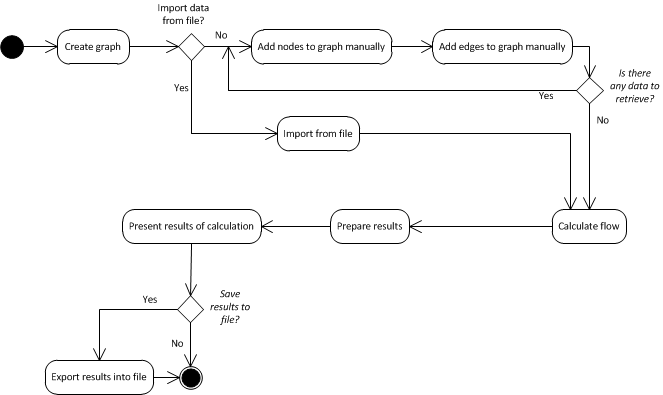 Import data
from file?
Create graph
No
Add nodes to graph manually
Add edges to graph manually
Is there
any data to
retrieve?
Yes
Yes
No
Import from file
Present results of calculation
Prepare results
Calculate flow
Save
results to
file?
Yes
No
Export results into file